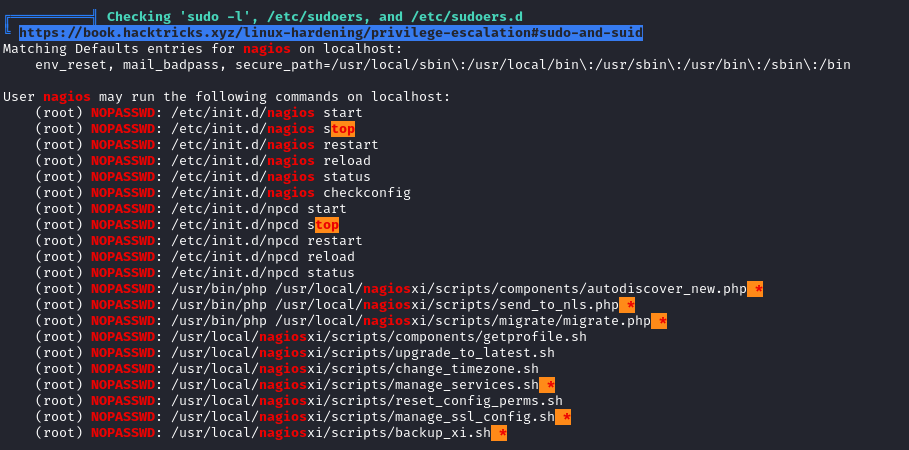 Checking 'sudo -l', /etc/sudoers, and /etc/sudoers.d
https://book.hacktricks.xyz/linux-hardening/privilege-escalation#sudo-and-suid
Matching Defaults entries for nagios on localhost:
env_reset, mail_badpass, secure_path=/usr/local/sbin\:/usr/local/bin\:/usr/sbin\:/usr/bin\:/sbin\:/bin
User nagios may run the following commands on localhost:
(root) NOPASSWD: /etc/init.d/nagios start
(root) NOPASSWD: /etc/init.d/nagios stop
(root) NOPASSWD: /etc/init.d/nagios restart
(root) NOPASSWD: /etc/init.d/nagios reload
(root) NOPASSWD: /etc/init.d/nagios status
(root) NOPASSWD: /etc/init.d/nagios checkconfig
(root) NOPASSWD: /etc/init.d/npcd start
(root) NOPASSWD: /etc/init.d/npcd stop
(root) NOPASSWD: /etc/init.d/npcd restart
(root) NOPASSWD: /etc/init.d/npcd reload
(root) NOPASSWD: /etc/init.d/npcd status
(root) NOPASSWD: /usr/bin/php /usr/local/nagiosxi/scripts/components/autodiscover_new.php *
(root) NOPASSWD: /usr/bin/php /usr/local/nagiosxi/scripts/send_to_nls.php *
(root) NOPASSWD: /usr/bin/php /usr/local/nagiosxi/scripts/migrate/migrate.php *
(root) NOPASSWD: /usr/local/nagiosxi/scripts/components/getprofile.sh
(root) NOPASSWD: /usr/local/nagiosxi/scripts/upgrade_to_latest.sh
(root) NOPASSWD: /usr/local/nagiosxi/scripts/change_timezone.sh
(root) NOPASSWD: /usr/local/nagiosxi/scripts/manage_services.sh *
(root) NOPASSWD: /usr/local/nagiosxi/scripts/reset_config_perms.sh
(root) NOPASSWD: /usr/local/nagiosxi/scripts/manage_ssl_config.sh *
(root) NOPASSWD: /usr/local/nagiosxi/scripts/backup_xi.sh *